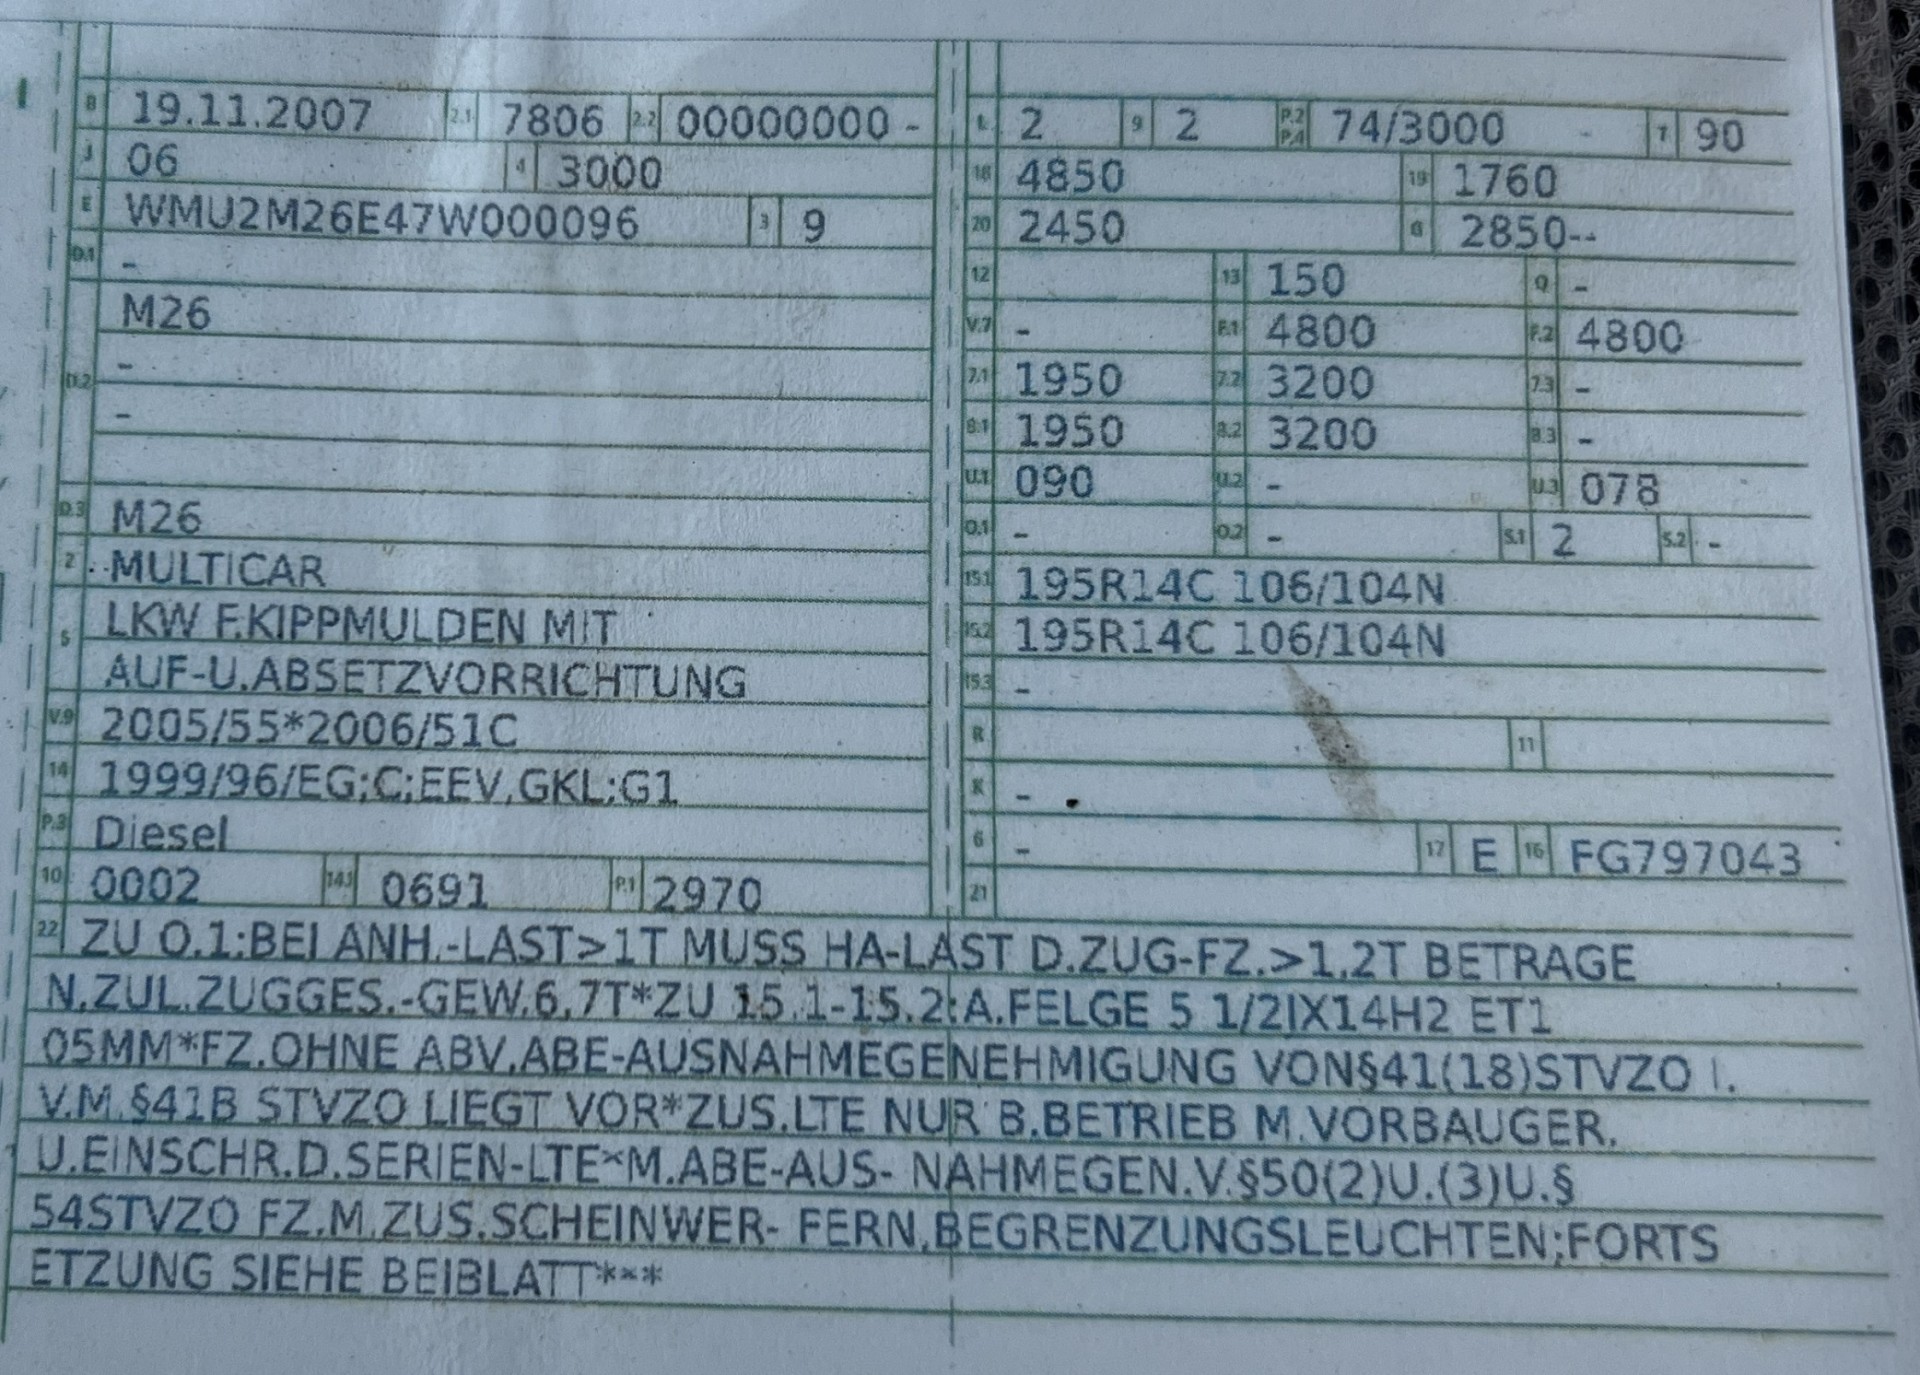 B 19.11.2007 2.1 7806 2.2 00000000 -
J 06 4 3000
E WMU2M26E47W000096 3 9
D.1 -
M26
D.2 -
-
D.3 M26
2 MULTICAR
LKW F.KIPPMULDEN MIT
5 AUF-U.ABSETZVORRICHTUNG
V.9 2005/55*2006/51C
14 1999/96/EG;C;EEV,GKL:G1
P.3 Diesel
10 0002 14.1 0691 P.1 2970
L 2 9 2 P.2 P.4 74/3000 - T 90
18 4850 19 1760
20 2450 G 2850--
12 13 150 Q -
V.7 - F.1 4800 F.2 4800
7.1 1950 7.2 3200 7.3 -
8.1 1950 8.2 3200 8.3 -
U.1 090 U.2 - U.3 078
O.1 - O.2 - S.1 2 S.2 -
15.1 195R14C 106/104N
15.2 195R14C 106/104N
15.3 -
R 11
K -
6 - 17 E 16 FG797043
21
22 ZU O.1:BEI ANH.-LAST>1T MUSS HA-LAST D.ZUG-FZ.>1,2T BETRAGE
N,ZUL.ZUGGES.-GEW.6,7T*ZU 15.1-15.2:A.FELGE 5 1/2JX14H2 ET1
05MM*FZ.OHNE ABV,ABE-AUSNAHMEGENEHMIGUNG VON§41(18)STVZO I.
V.M.§41B STVZO LIEGT VOR*ZUS.LTE NUR B.BETRIEB M.VORBAUGER.
U.EINSCHR.D.SERIEN-LTE*M.ABE-AUS- NAHMEGEN.V.§50(2)U.(3)U.§
54STVZO FZ.M.ZUS.SCHEINWER- FERN,BEGRENZUNGSLEUCHTEN;FORTS
ETZUNG SIEHE BEIBLATT***